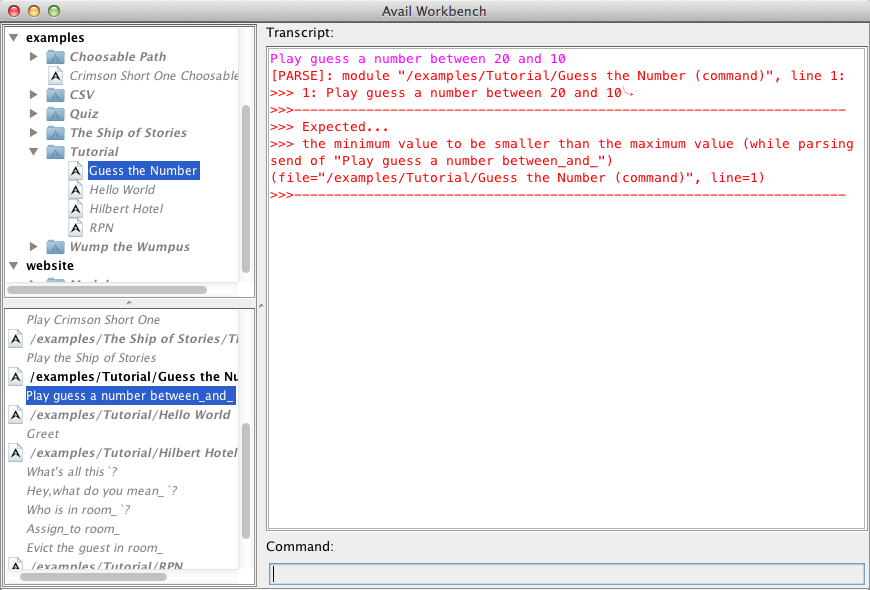 Avail Workbench
examples
Choosable Path
Crimson Short One Choosable
CSV
Quiz
The Ship of Stories
Tutorial
Guess the Number
Hello World
Hilbert Hotel
RPN
Wump the Wumpus
website
Play Crimson Short One
/examples/The Ship of Stories/
Play the Ship of Stories
/examples/Tutorial/Guess the
Play guess a number between_and_
/examples/Tutorial/Hello World
Greet
/examples/Tutorial/Hilbert Hotel
What's all this`?
Hey,what do you mean_`?
Who is in room_`?
Assign_to room_
Evict the guest in room_
/examples/Tutorial/RPN
Transcript:
Play guess a number between 20 and 10
[PARSE]: module "/examples/Tutorial/Guess the Number (command)", line 1:
>>> 1: Play guess a number between 20 and 10⤷
>>>---------------------------------------------------------------------
>>> Expected...
>>> the minimum value to be smaller than the maximum value (while parsing
send of "Play guess a number between_and_")
(file="/examples/Tutorial/Guess the Number (command)", line=1)
>>>---------------------------------------------------------------------
Command: